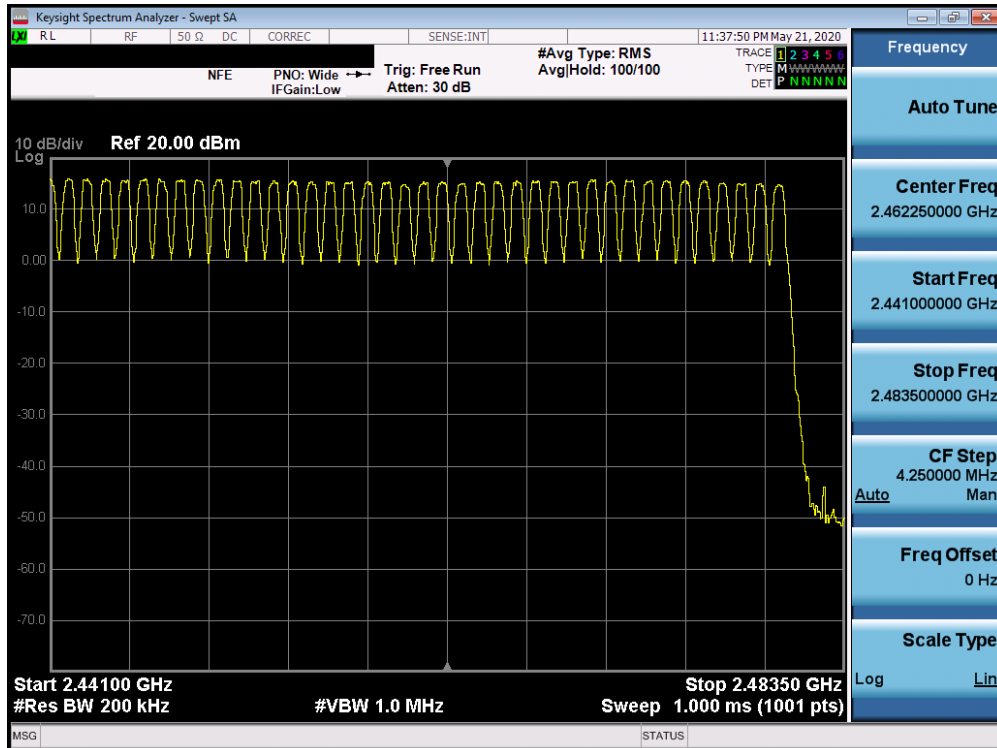 Keysight Spectrum Analyzer - Swept SA
LXI RL RF 50 Ω DC CORREC SENSE:INT 11:37:50 PM May 21, 2020
NFE PNO: Wide IFGain:Low Trig: Free Run Atten: 30 dB
#Avg Type: RMS
Avg|Hold: 100/100
TRACE 1 2 3 4 5 6
TYPE M WWWWW
DET P N N N N N
10 dB/div Ref 20.00 dBm
Log
10.0
0.00
-10.0
-20.0
-30.0
-40.0
-50.0
-60.0
-70.0
Start 2.44100 GHz Stop 2.48350 GHz
#Res BW 200 kHz #VBW 1.0 MHz Sweep 1.000 ms (1001 pts)
MSG STATUS
Frequency
Auto Tune
Center Freq
2.462250000 GHz
Start Freq
2.441000000 GHz
Stop Freq
2.483500000 GHz
CF Step
4.250000 MHz
Auto Man
Freq Offset
0 Hz
Scale Type
Log Lin